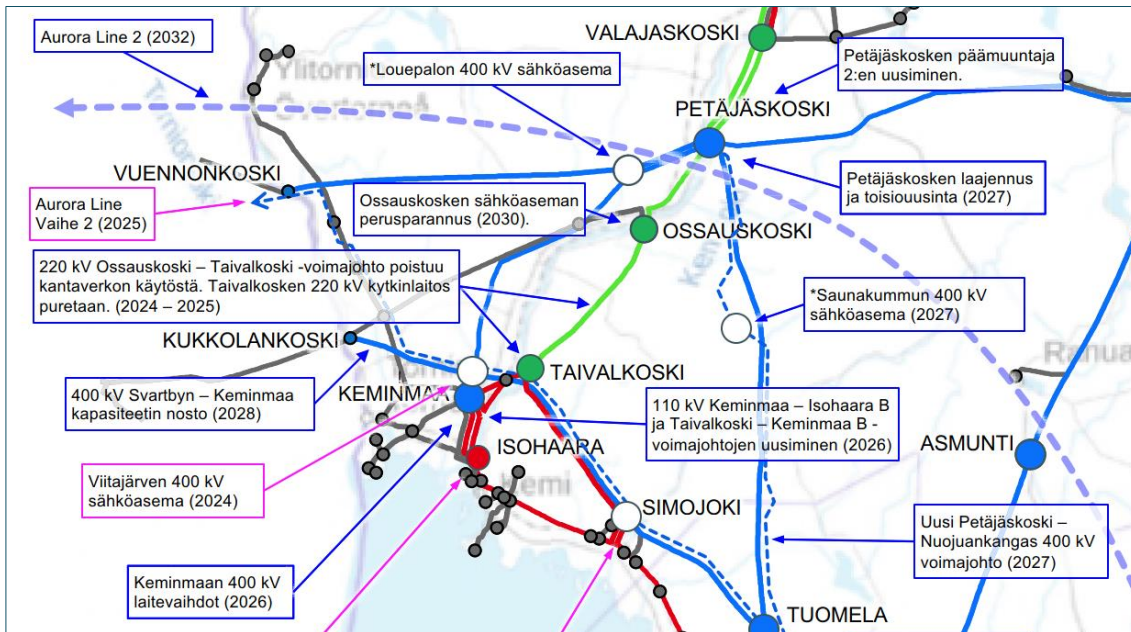 Aurora Line 2 (2032)
VALAJASKOSKI
*Louepalon 400 kV sähköasema
Petäjäskosken päämuuntaja
2:en uusiminen.
Ylitornio
Övertorneå
PETÄJÄSKOSKI
VUENNONKOSKI
Aurora Line
Vaihe 2 (2025)
Ossauskosken sähköaseman
perusparannus (2030).
Petäjäskosken laajennus
ja toisiouusinta (2027)
OSSAUSKOSKI
220 kV Ossauskoski – Taivalkoski -voimajohto poistuu
kantaverkon käytöstä. Taivalkosken 220 kV kytkinlaitos
puretaan. (2024 – 2025)
*Saunakummun 400 kV
sähköasema (2027)
KUKKOLANKOSKI
Ranua
TAIVALKOSKI
400 kV Svartbyn – Keminmaa
kapasiteetin nosto (2028)
KEMINMAA
110 kV Keminmaa – Isohaara B
ja Taivalkoski – Keminmaa B -
voimajohtojen uusiminen (2026)
ASMUNTI
ISOHAARA
Kemi
Viitajärven 400 kV
sähköasema (2024)
SIMOJOKI
Uusi Petäjäskoski –
Nuojuankangas 400 kV
voimajohto (2027)
Keminmaan 400 kV
laitevaihdot (2026)
TUOMELA